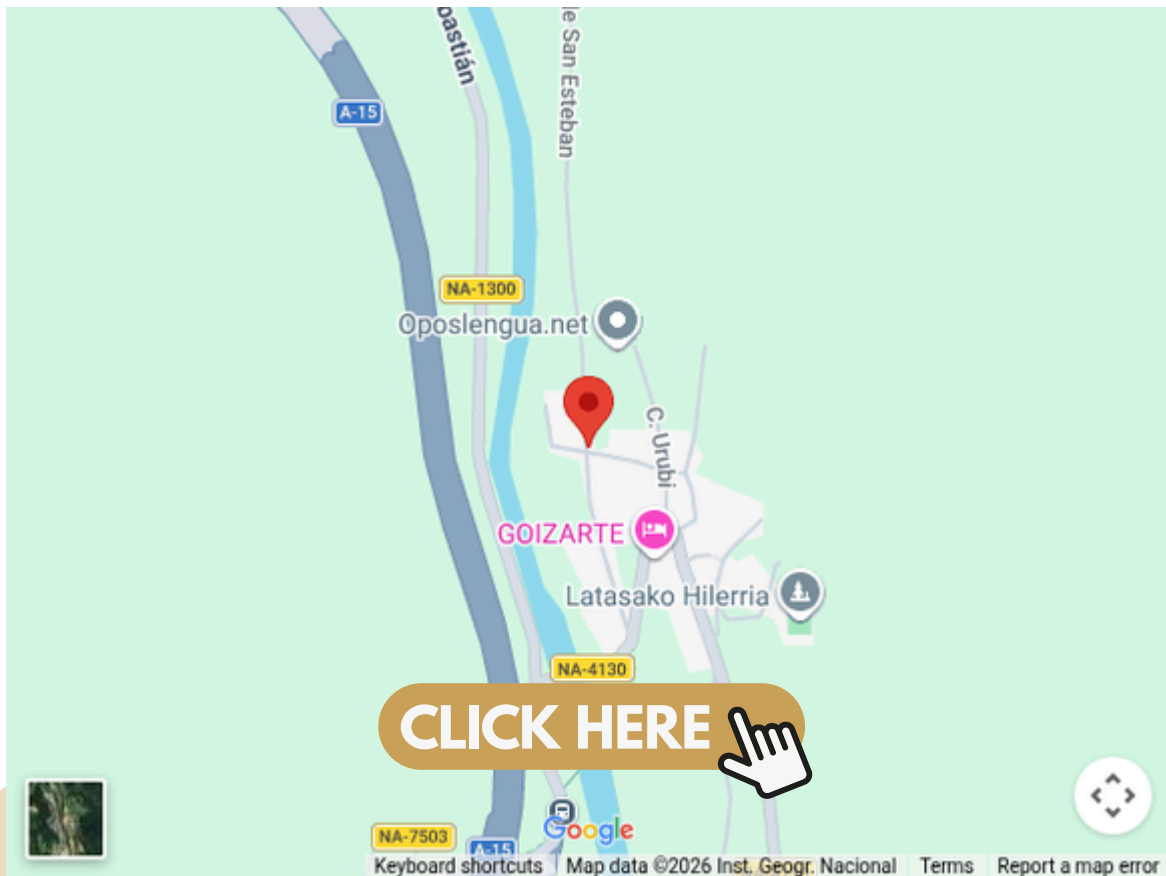 bastián
le San Esteban
A-15
NA-1300
Oposlengua.net
C. Urubi
GOIZARTE
Latasako Hilerria
NA-4130
CLICK HERE
NA-7503
A-15
Google
Keyboard shortcuts
Map data ©2026 Inst. Geogr. Nacional
Terms
Report a map error